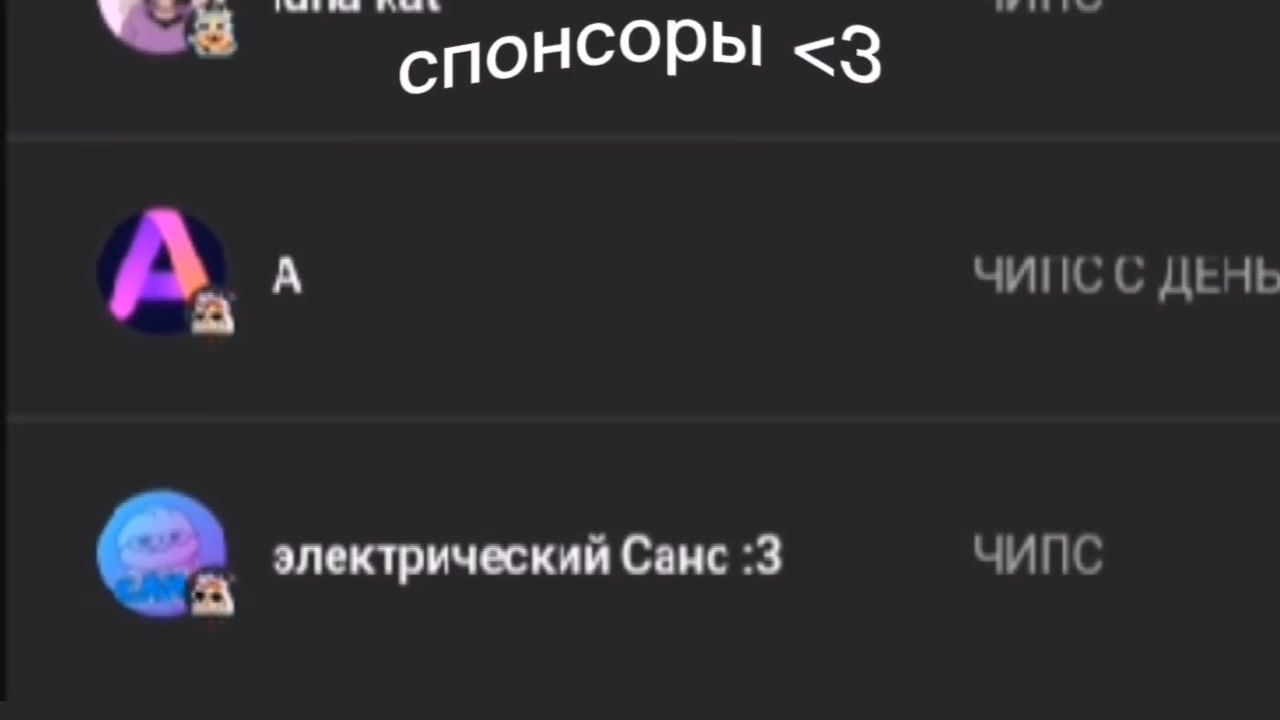 спонсоры <3
А
ЧИПС С ДЕНЬ
электрический Санс :3
ЧИПС